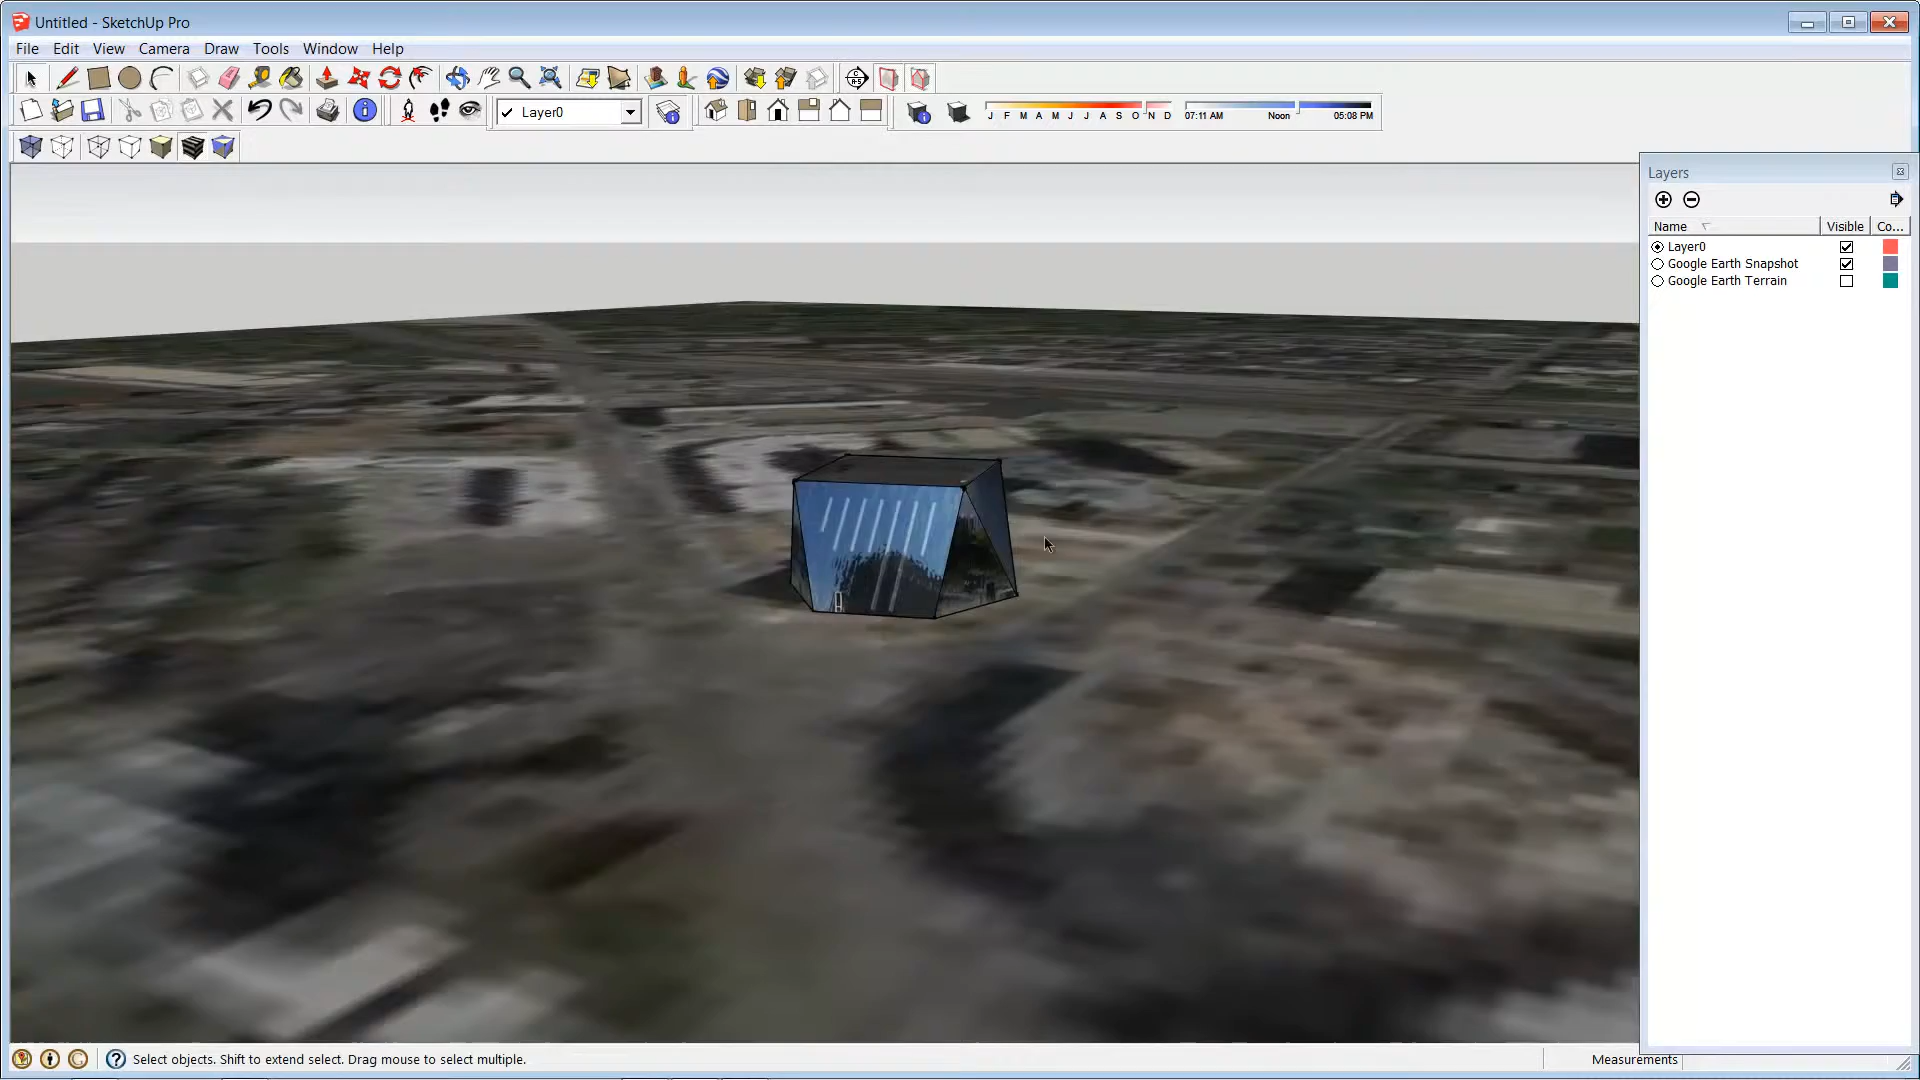 Untitled - SketchUp Pro
File Edit View Camera Draw Tools Window Help
Layer0
J F M A M J J A S O N D
07:11 AM Noon 05:08 PM
Layers
Name Visible Co...
Layer0
Google Earth Snapshot
Google Earth Terrain
Select objects. Shift to extend select. Drag mouse to select multiple.
Measurements